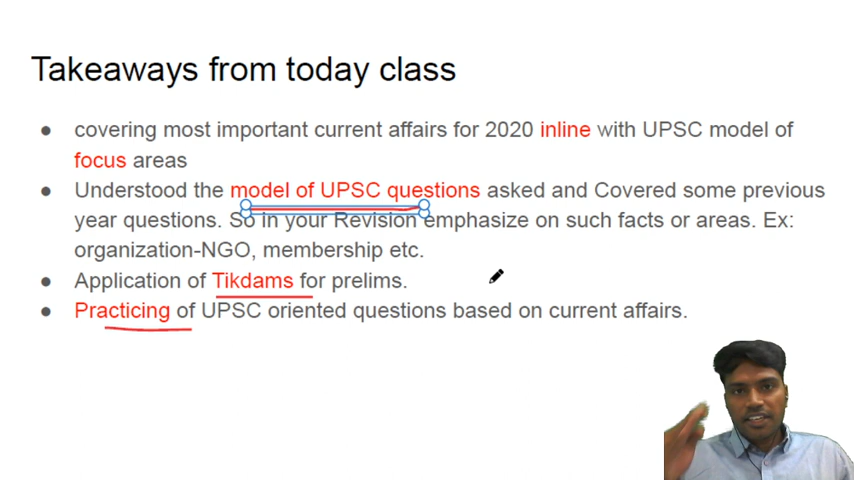 Takeaways from today class
● covering most important current affairs for 2020 inline with UPSC model of
focus areas
● Understood the model of UPSC questions asked and Covered some previous
year questions. So in your Revision emphasize on such facts or areas. Ex:
organization-NGO, membership etc.
● Application of Tikdams for prelims.
● Practicing of UPSC oriented questions based on current affairs.